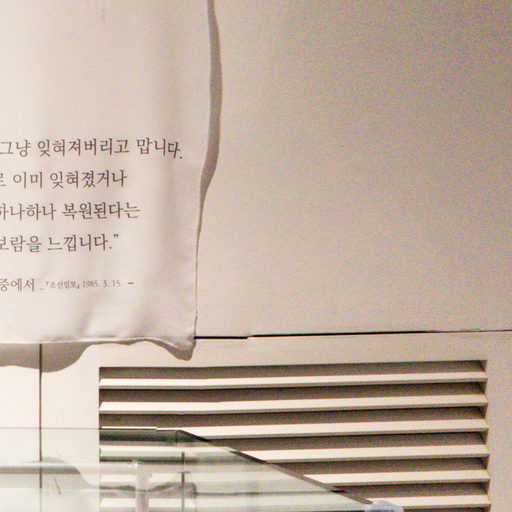 그냥 잊혀져버리고 맙니다.
로 이미 잊혀졌거나
하나하나 복원된다는
보람을 느낍니다.”
중에서 _『조선일보』 1985. 3. 15. -